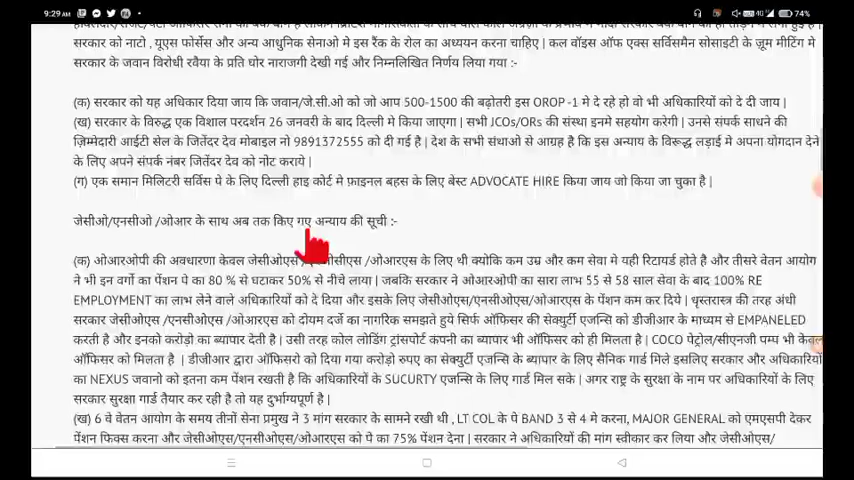 9:29 AM
74%
सरकार को नाटो , यूएस फोर्सेस और अन्य आधुनिक सेनाओ मे इस रैंक के रोल का अध्ययन करना चाहिए | कल वॉइस ऑफ एक्स सर्विसमैन सोसाइटी के ज़ूम मीटिंग मे
सरकार के जवान विरोधी रवैया के प्रति घोर नाराजगी देखी गई और निम्नलिखित निर्णय लिया गया :-
(क) सरकार को यह अधिकार दिया जाय कि जवान/जे.सी.ओ को जो आप 500-1500 की बढ़ोतरी इस OROP -1 मे दे रहे हो वो भी अधिकारियों को दे दी जाय |
(ख) सरकार के विरुद्ध एक विशाल परदर्शन 26 जनवरी के बाद दिल्ली मे किया जाएगा | सभी JCOs/ORs की संस्था इनमे सहयोग करेगी | उनसे संपर्क साधने की
ज़िम्मेदारी आईटी सेल के जितेंदर देव मोबाइल नो 9891372555 को दी गई है | देश के सभी संथाओ से आग्रह है कि इस अन्याय के विरूद्ध लड़ाई मे अपना योगदान देने
के लिए अपने संपर्क नंबर जितेंदर देव को नोट कराये |
(ग) एक समान मिलिटरी सर्विस पे के लिए दिल्ली हाइ कोर्ट मे फ़ाइनल बहस के लिए बेस्ट ADVOCATE HIRE किया जाय जो किया जा चुका है |
जेसीओ/एनसीओ /ओआर के साथ अब तक किए गए अन्याय की सूची :-
(क) ओआरओपी की अवधारणा केवल जेसीओएस /ओआरएस के लिए थी क्योकि कम उम्र और कम सेवा मे यही रिटायर्ड होते है और तीसरे वेतन आयोग
ने भी इन वर्गो का पेंशन पे का 80 % से घटाकर 50% से नीचे लाया | जबकि सरकार ने ओआरओपी का सारा लाभ 55 से 58 साल सेवा के बाद 100% RE
EMPLOYMENT का लाभ लेने वाले अधिकारियों को दे दिया और इसके लिए जेसीओएस/एनसीओएस/ओआरएस के पेंशन कम कर दिये | धृस्तरास्त्र की तरह अंधी
सरकार जेसीओएस /एनसीओएस /ओआरएस को दोयम दर्जे का नागरिक समझते हुये सिर्फ ऑफिसर की सेक्युर्टी एजन्सि को डीजीआर के माध्यम से EMPANELED
करती है और इनको करोड़ो का ब्यापार देती है | उसी तरह कोल लोडिंग ट्रांसपोर्ट कंपनी का ब्यापार भी ऑफिसर को ही मिलता है | COCO पेट्रोल/सीएनजी पम्प भी केवल
ऑफिसर को मिलता है | डीजीआर द्वारा ऑफिसरो को दिया गया करोड़ो रुपए का सेक्युर्टी एजन्सि के ब्यापार के लिए सैनिक गार्ड मिले इसलिए सरकार और अधिकारियों
का NEXUS जवानो को इतना कम पेंशन रखती है कि अधिकारियों के SUCURTY एजन्सि के लिए गार्ड मिल सके | अगर राष्ट्र के सुरक्षा के नाम पर अधिकारियों के लिए
सरकार सुरक्षा गार्ड तैयार कर रही है तो यह दुर्भाग्यपूर्ण है |
(ख) 6 वे वेतन आयोग के समय तीनों सेना प्रमुख ने 3 मांग सरकार के सामने रखी थी , LT COL के पे BAND 3 से 4 मे करना, MAJOR GENERAL को एमएसपी देकर
पेंशन फिक्स करना और जेसीओएस/एनसीओएस/ओआरएस को पे का 75% पेंशन देना | सरकार ने अधिकारियों की मांग स्वीकार कर लिया और जेसीओएस/